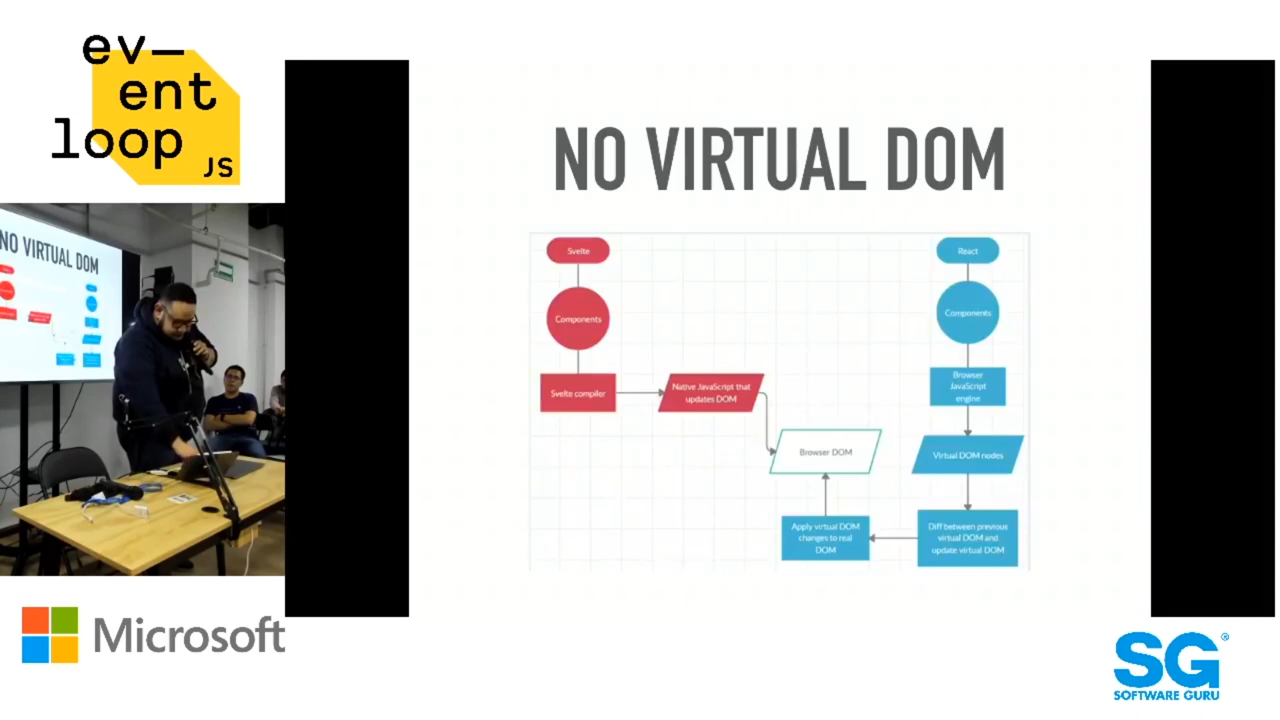 ev—
ent
loop
JS
NO VIRTUAL DOM
NO VIRTUAL DOM
Svelte
Components
Svelte compiler
Native JavaScript that
updates DOM
Browser DOM
React
Components
Browser
JavaScript
engine
Virtual DOM nodes
Diff between previous
virtual DOM and
update virtual DOM
Apply virtual DOM
changes to real
DOM
Microsoft
SG®
SOFTWARE GURU